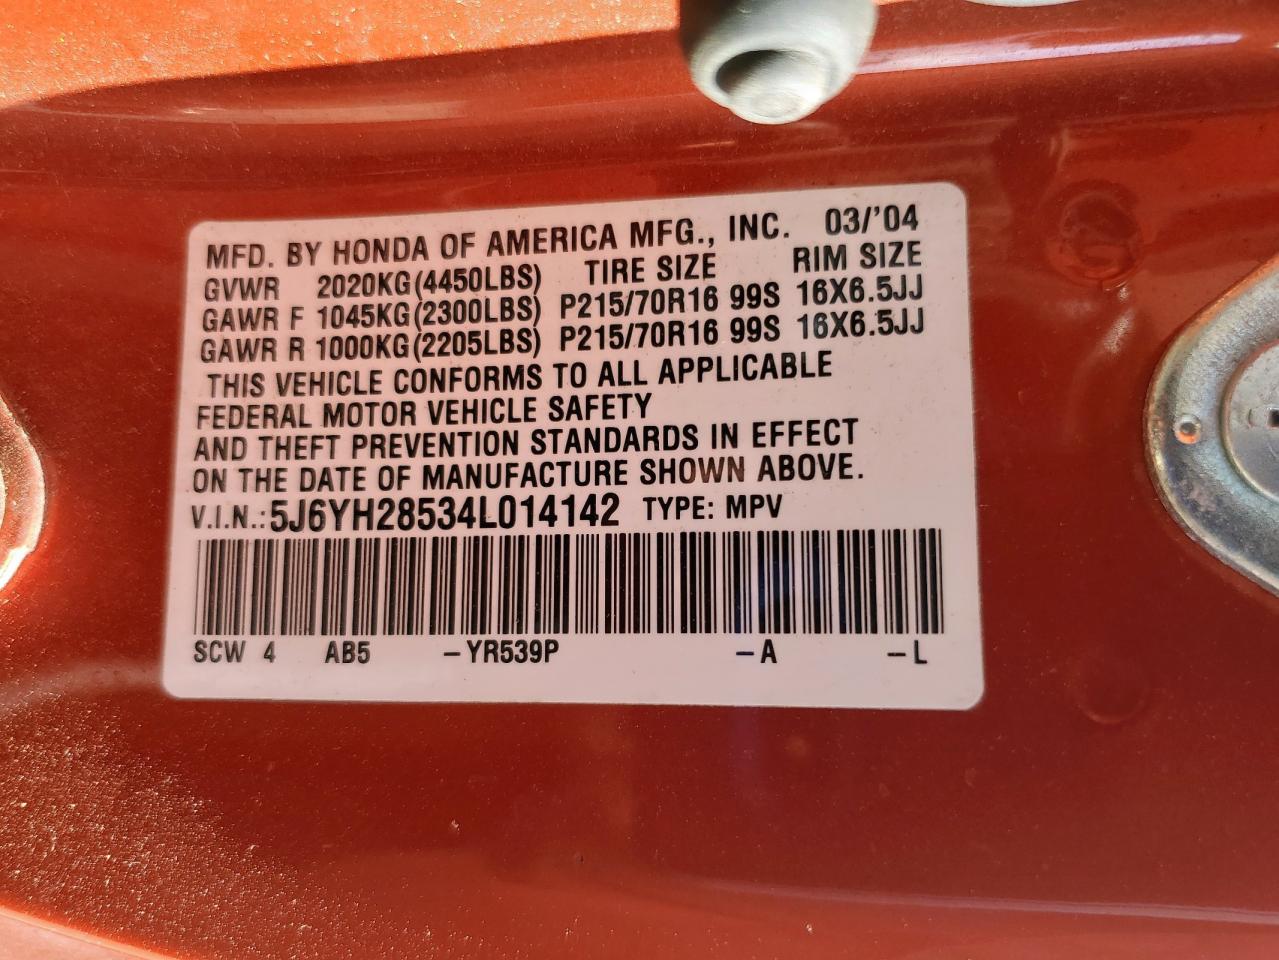 MFD. BY HONDA OF AMERICA MFG., INC. 03/'04
GVWR 2020KG(4450LBS) TIRE SIZE RIM SIZE
GAWR F 1045KG(2300LBS) P215/70R16 99S 16X6.5JJ
GAWR R 1000KG(2205LBS) P215/70R16 99S 16X6.5JJ
THIS VEHICLE CONFORMS TO ALL APPLICABLE
FEDERAL MOTOR VEHICLE SAFETY
AND THEFT PREVENTION STANDARDS IN EFFECT
ON THE DATE OF MANUFACTURE SHOWN ABOVE.
V.I.N.: 5J6YH28534L014142 TYPE: MPV
SCW 4 AB5 -YR539P -A -L